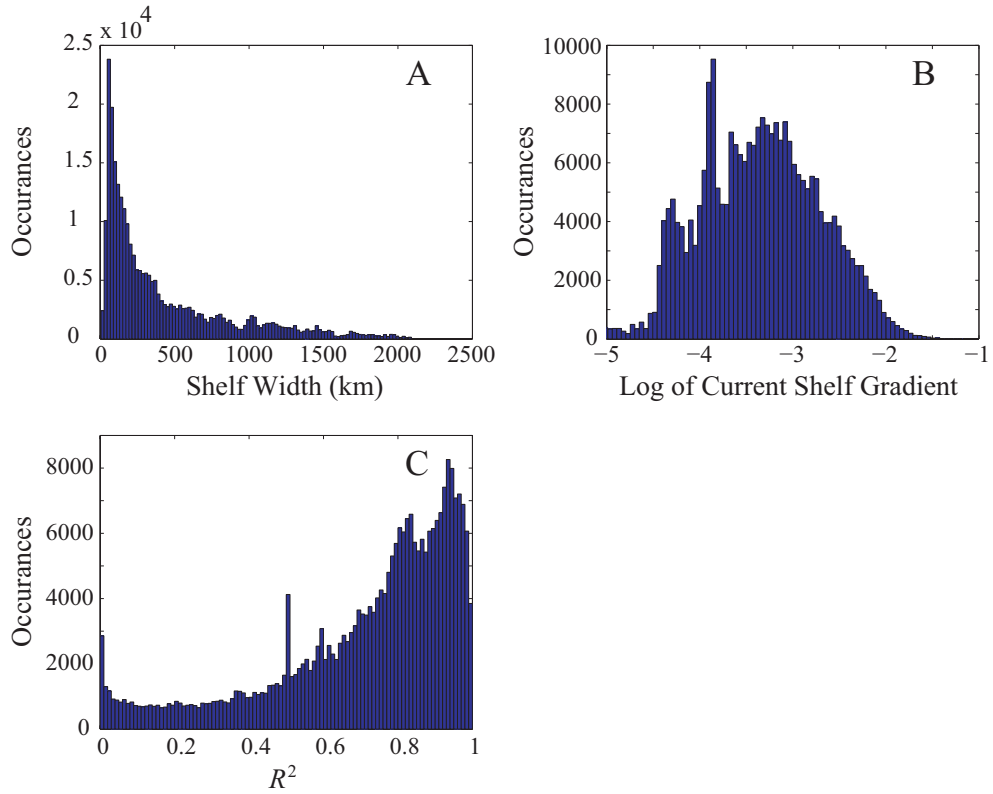 x 10^4
2.5
2
1.5
1
0.5
0
0 500 1000 1500 2000 2500
Occurances
Shelf Width (km)
A
10000
8000
6000
4000
2000
0
−5 −4 −3 −2 −1
Occurances
Log of Current Shelf Gradient
B
8000
6000
4000
2000
0
0 0.2 0.4 0.6 0.8 1
Occurances
R^2
C